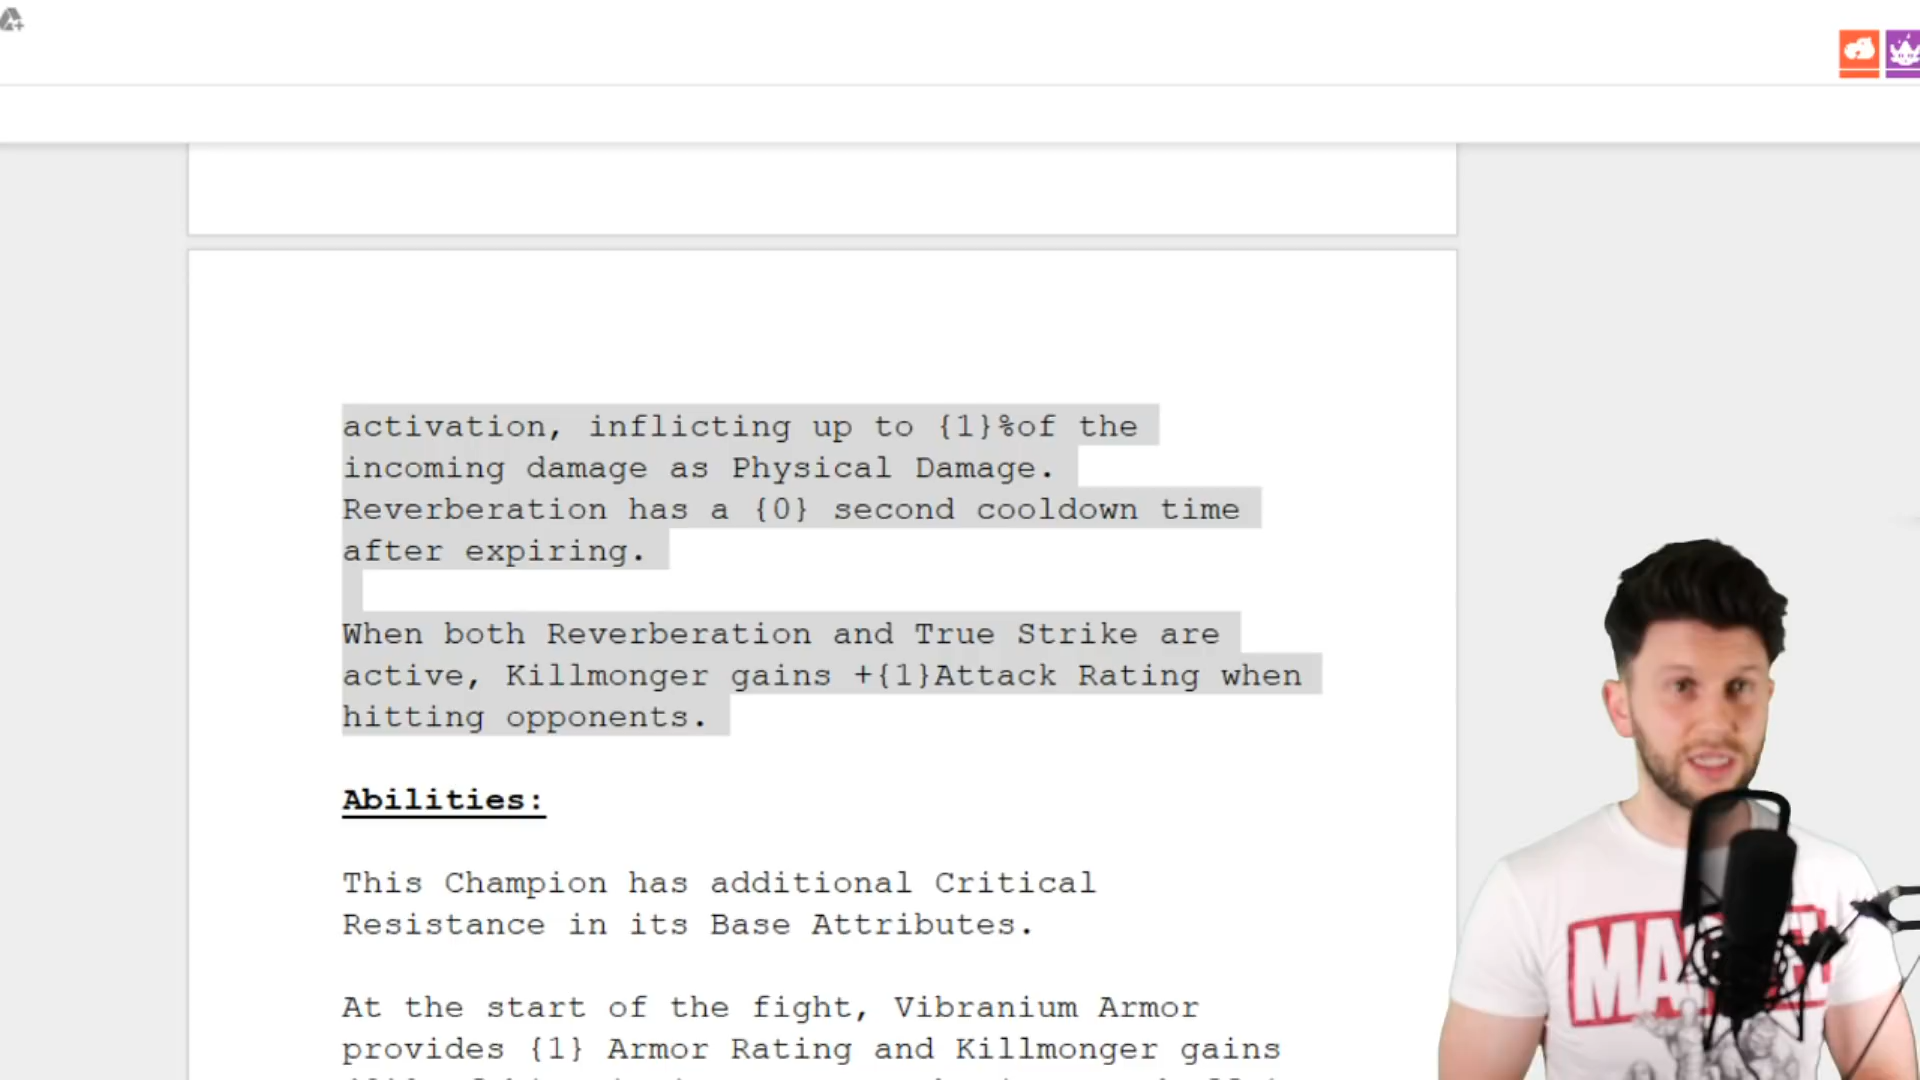 activation, inflicting up to {1}%of the
incoming damage as Physical Damage.
Reverberation has a {0} second cooldown time
after expiring.
When both Reverberation and True Strike are
active, Killmonger gains +{1}Attack Rating when
hitting opponents.
Abilities:
This Champion has additional Critical
Resistance in its Base Attributes.
At the start of the fight, Vibranium Armor
provides {1} Armor Rating and Killmonger gains